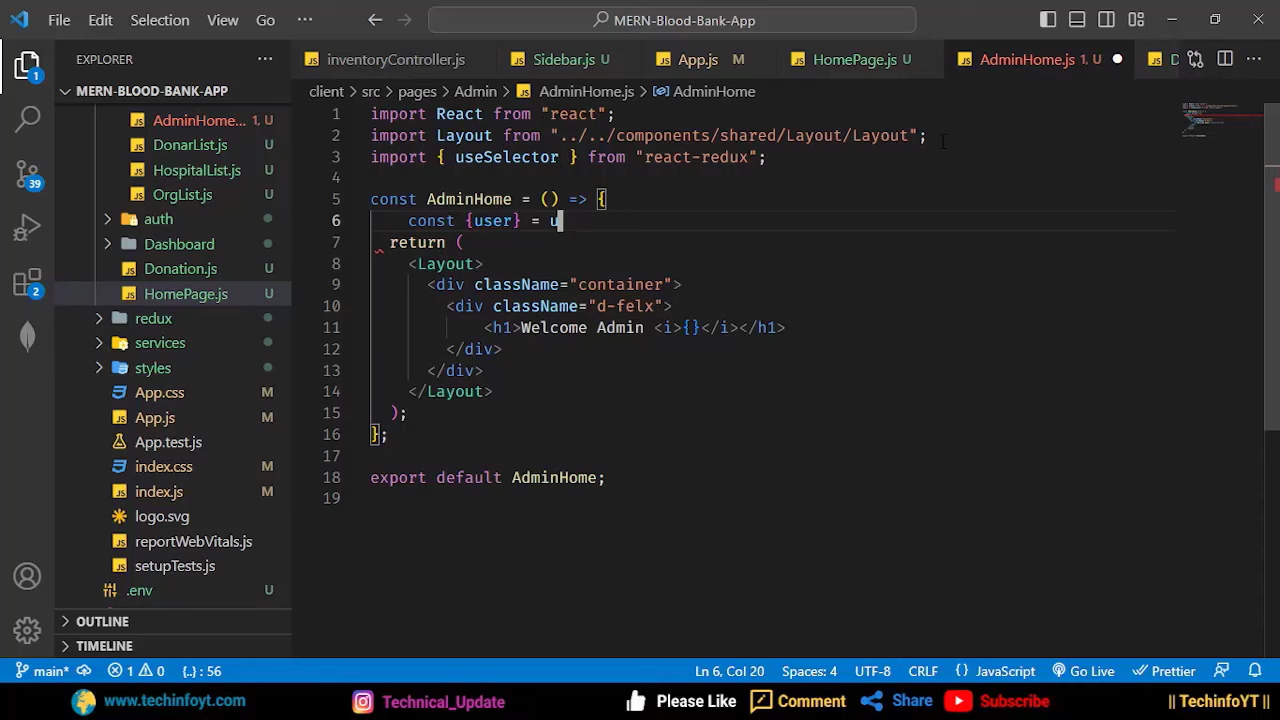 File Edit Selection View Go ··· MERN-Blood-Bank-App
EXPLORER ··· inventoryController.js Sidebar.js U App.js M HomePage.js U AdminHome.js 1, U D ···
MERN-BLOOD-BANK-APP
client > src > pages > Admin > AdminHome.js > AdminHome
AdminHome... 1, U
DonarList.js U
HospitalList.js U
OrgList.js U
auth
Dashboard
Donation.js U
HomePage.js U
redux
services
styles
App.css M
App.js M
App.test.js
index.css M
index.js M
logo.svg
reportWebVitals.js
setupTests.js
.env U
OUTLINE
TIMELINE
1
39
2
1 import React from "react";
2 import Layout from "../../components/shared/Layout/Layout";
3 import { useSelector } from "react-redux";
4
5 const AdminHome = () => {
6 const {user} = u
7 return (
8 <Layout>
9 <div className="container">
10 <div className="d-felx">
11 <h1>Welcome Admin <i>{}</i></h1>
12 </div>
13 </div>
14 </Layout>
15 );
16 };
17
18 export default AdminHome;
19
main* 1 0 {..} : 56 Ln 6, Col 20 Spaces: 4 UTF-8 CRLF {} JavaScript Go Live Prettier
www.techinfoyt.com Technical_Update Please Like Comment Share Subscribe || TechinfoYT ||